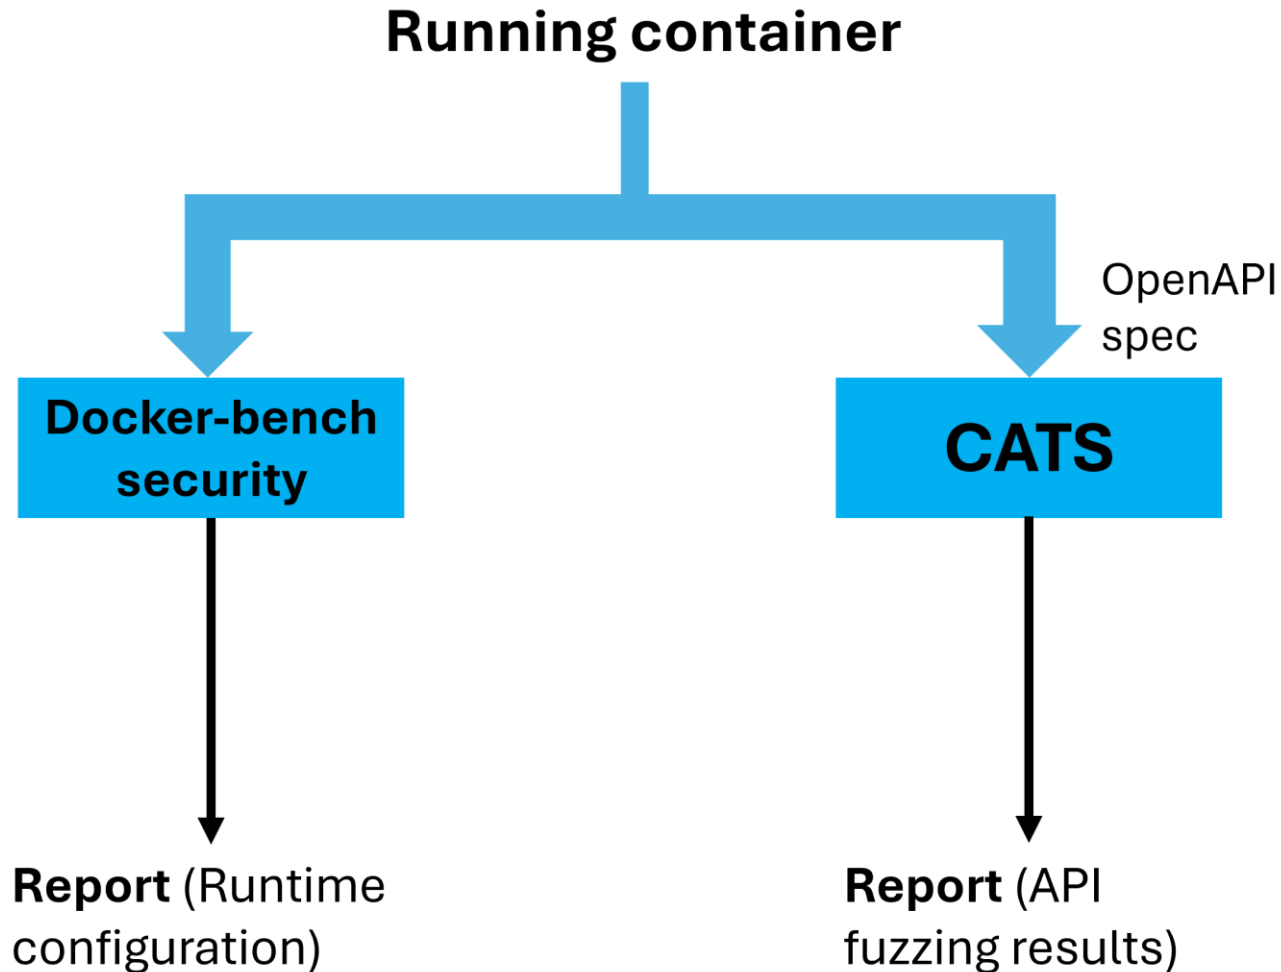 Running container
OpenAPI
spec
Docker-bench
security
CATS
Report (Runtime
configuration)
Report (API
fuzzing results)